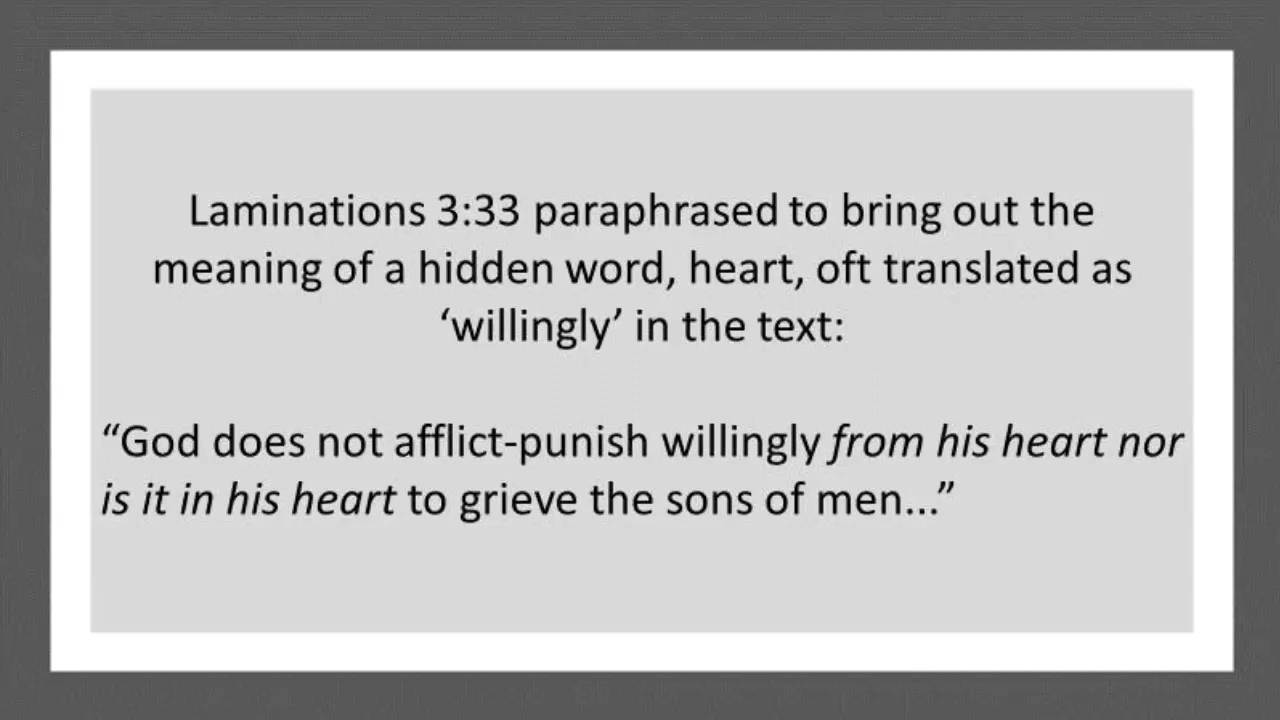 Laminations 3:33 paraphrased to bring out the
meaning of a hidden word, heart, oft translated as
‘willingly’ in the text:
“God does not afflict-punish willingly from his heart nor
is it in his heart to grieve the sons of men...”